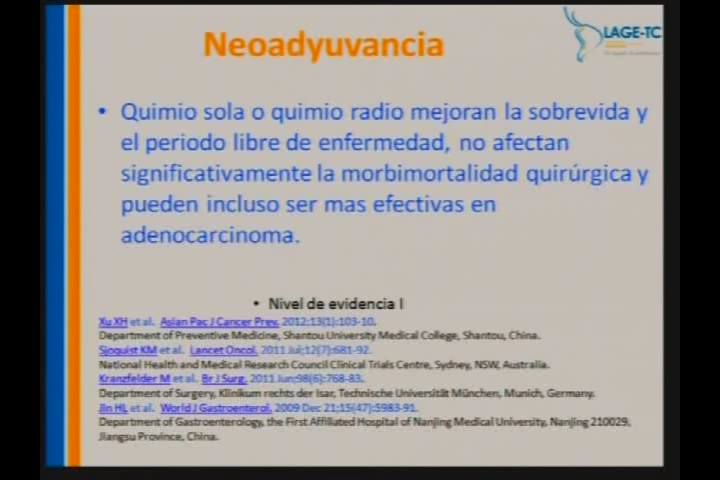 LAGE-TC
Neoadyuvancia
• Quimio sola o quimio radio mejoran la sobrevida y
el periodo libre de enfermedad, no afectan
significativamente la morbimortalidad quirúrgica y
pueden incluso ser mas efectivas en
adenocarcinoma.
• Nivel de evidencia I
Xu XH et al. Asian Pac J Cancer Prev. 2012;13(1):103-10.
Department of Preventive Medicine, Shantou University Medical College, Shantou, China.
Sjoquist KM et al. Lancet Oncol. 2011 Jul;12(7):681-92.
National Health and Medical Research Council Clinical Trials Centre, Sydney, NSW, Australia.
Kranzfelder M et al. Br J Surg. 2011 Jun;98(6):768-83.
Department of Surgery, Klinikum rechts der Isar, Technische Universität München, Munich, Germany.
Jin HL et al. World J Gastroenterol. 2009 Dec 21;15(47):5983-91.
Department of Gastroenterology, the First Affiliated Hospital of Nanjing Medical University, Nanjing 210029,
Jiangsu Province, China.